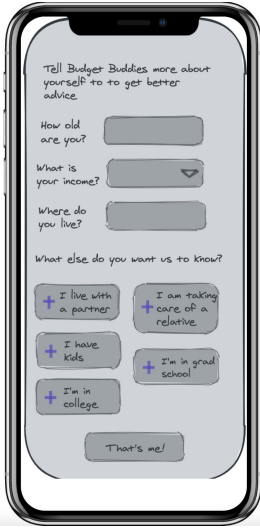 Tell Budget Buddies more about
yourself to to get better
advice
How old
are you?
What is
your income?
Where do
you live?
What else do you want us to know?
I live with
a partner
I am taking
care of a
relative
I have
kids
I'm in grad
school
I'm in
college
That's me!